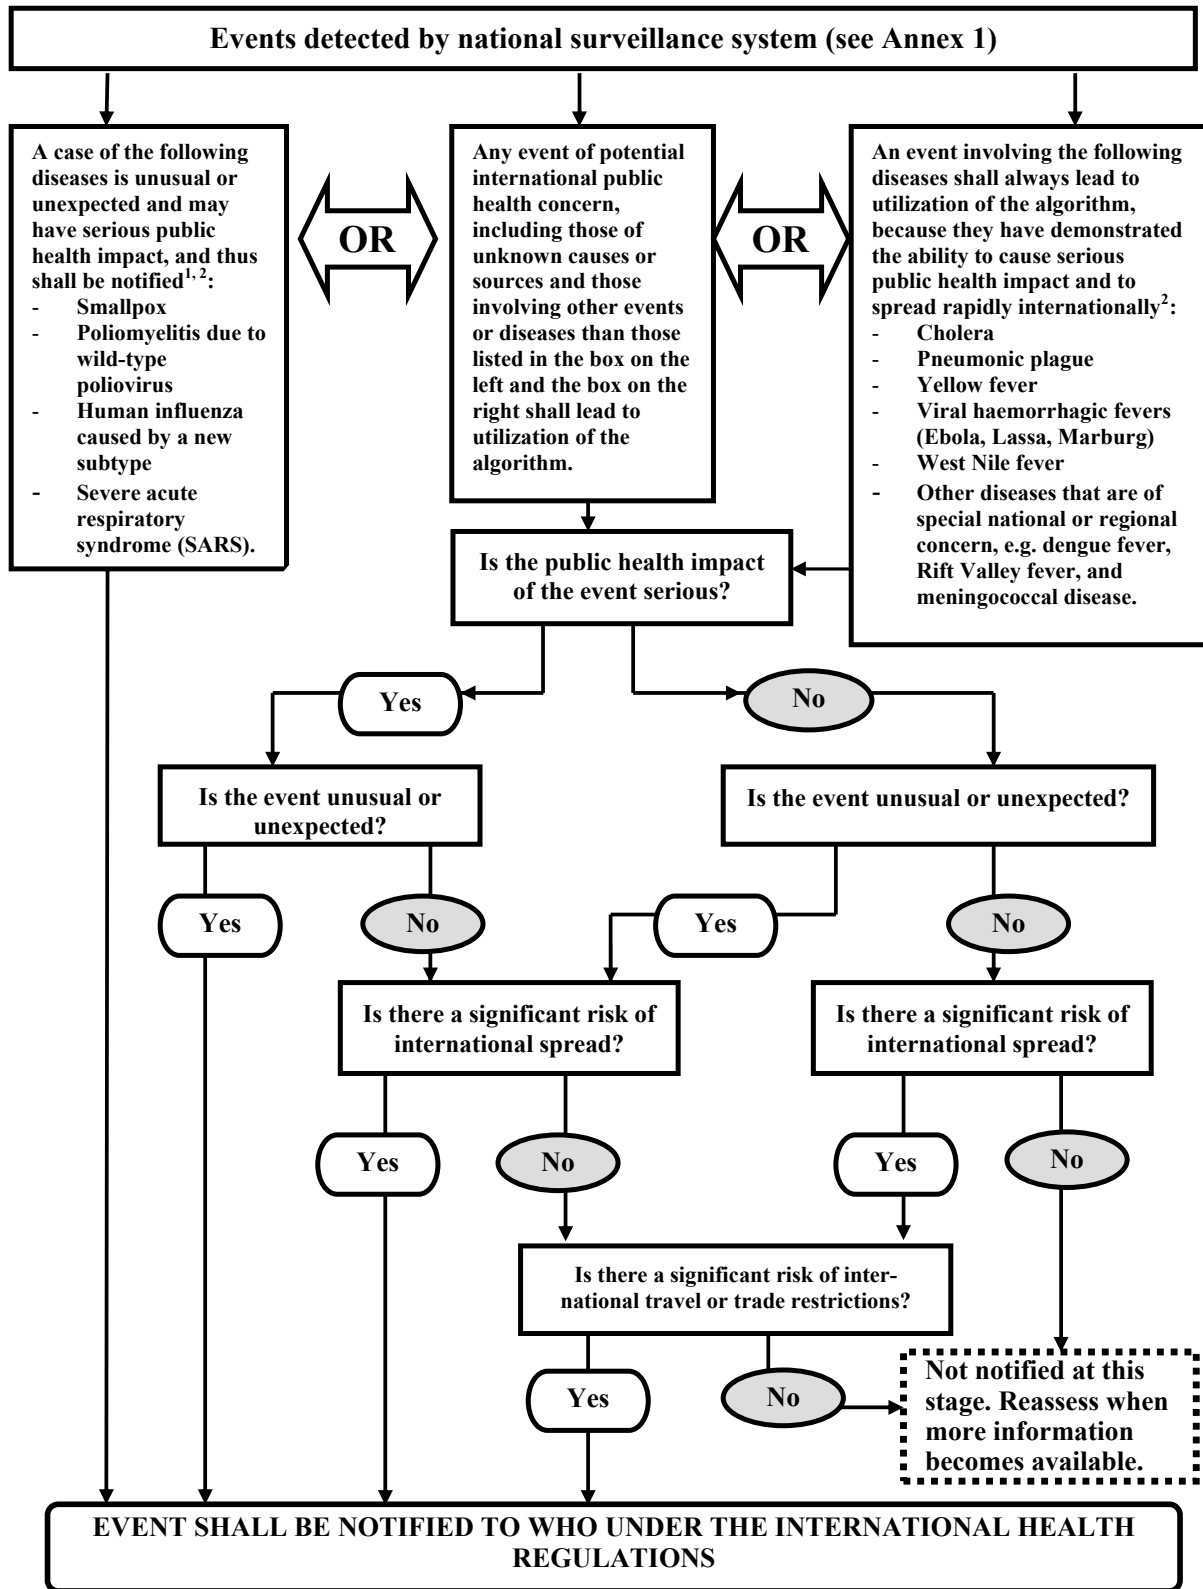 Events detected by national surveillance system (see Annex 1)
A case of the following
diseases is unusual or
unexpected and may
have serious public
health impact, and thus
shall be notified1, 2:
- Smallpox
- Poliomyelitis due to
wild-type
poliovirus
- Human influenza
caused by a new
subtype
- Severe acute
respiratory
syndrome (SARS).
OR
Any event of potential
international public
health concern,
including those of
unknown causes or
sources and those
involving other events
or diseases than those
listed in the box on the
left and the box on the
right shall lead to
utilization of the
algorithm.
OR
An event involving the following
diseases shall always lead to
utilization of the algorithm,
because they have demonstrated
the ability to cause serious
public health impact and to
spread rapidly internationally2:
- Cholera
- Pneumonic plague
- Yellow fever
- Viral haemorrhagic fevers
(Ebola, Lassa, Marburg)
- West Nile fever
- Other diseases that are of
special national or regional
concern, e.g. dengue fever,
Rift Valley fever, and
meningococcal disease.
Is the public health impact
of the event serious?
Yes
No
Is the event unusual or
unexpected?
Is the event unusual or unexpected?
Yes
No
Yes
No
Is there a significant risk of
international spread?
Is there a significant risk of
international spread?
Yes
No
Yes
No
Is there a significant risk of inter-
national travel or trade restrictions?
Yes
No
Not notified at this
stage. Reassess when
more information
becomes available.
EVENT SHALL BE NOTIFIED TO WHO UNDER THE INTERNATIONAL HEALTH
REGULATIONS